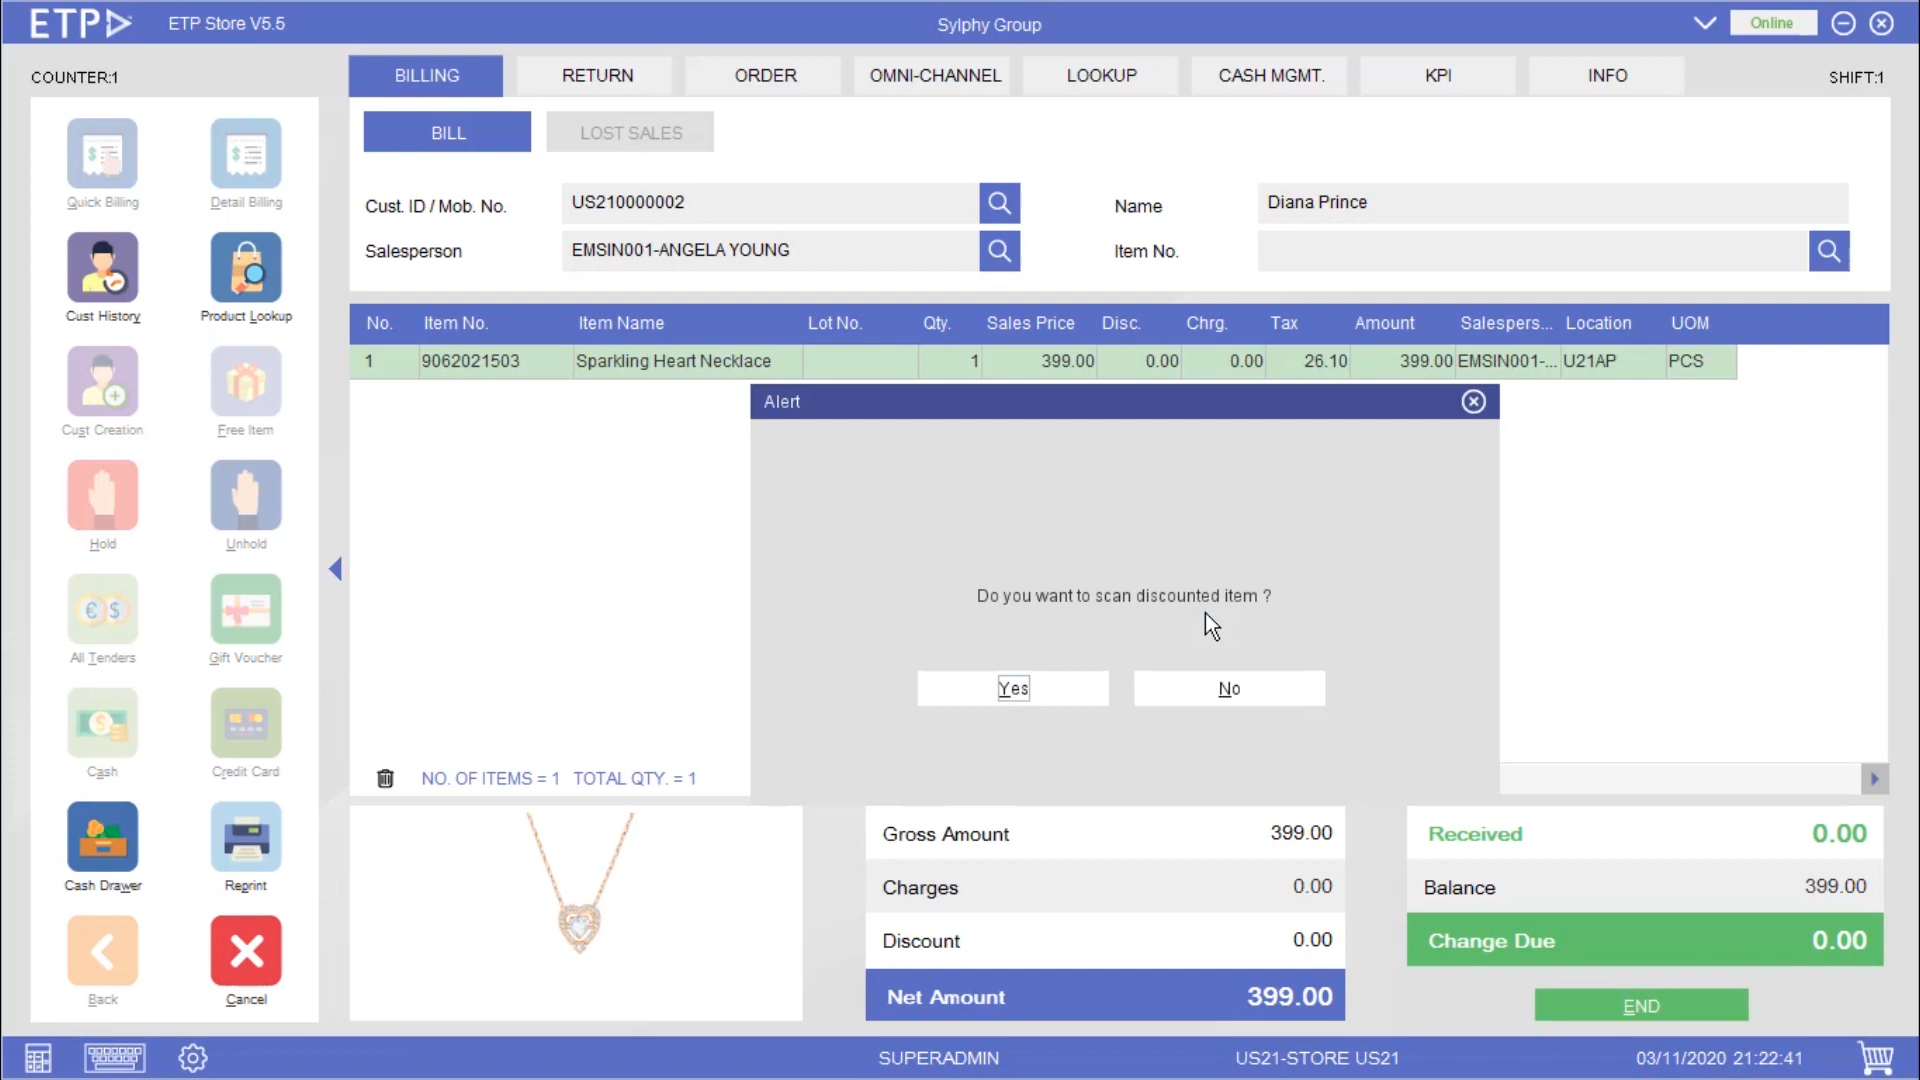 ETP
ETP Store V5.5
Sylphy Group
Online
COUNTER:1
BILLING
RETURN
ORDER
OMNI-CHANNEL
LOOKUP
CASH MGMT.
KPI
INFO
SHIFT:1
BILL
LOST SALES
Cust. ID / Mob. No.
US210000002
Name
Diana Prince
Salesperson
EMSIN001-ANGELA YOUNG
Item No.
Quick Billing
Detail Billing
Cust History
Product Lookup
Cust Creation
Free Item
Hold
Unhold
All Tenders
Gift Voucher
Cash
Credit Card
Cash Drawer
Reprint
Back
Cancel
No. Item No. Item Name Lot No. Qty. Sales Price Disc. Chrg. Tax Amount Salespers... Location UOM
1 9062021503 Sparkling Heart Necklace 1 399.00 0.00 0.00 26.10 399.00 EMSIN001-... U21AP PCS
Alert
Do you want to scan discounted item ?
Yes
No
NO. OF ITEMS = 1 TOTAL QTY. = 1
Gross Amount 399.00
Charges 0.00
Discount 0.00
Net Amount 399.00
Received 0.00
Balance 399.00
Change Due 0.00
END
SUPERADMIN
US21-STORE US21
03/11/2020 21:22:41